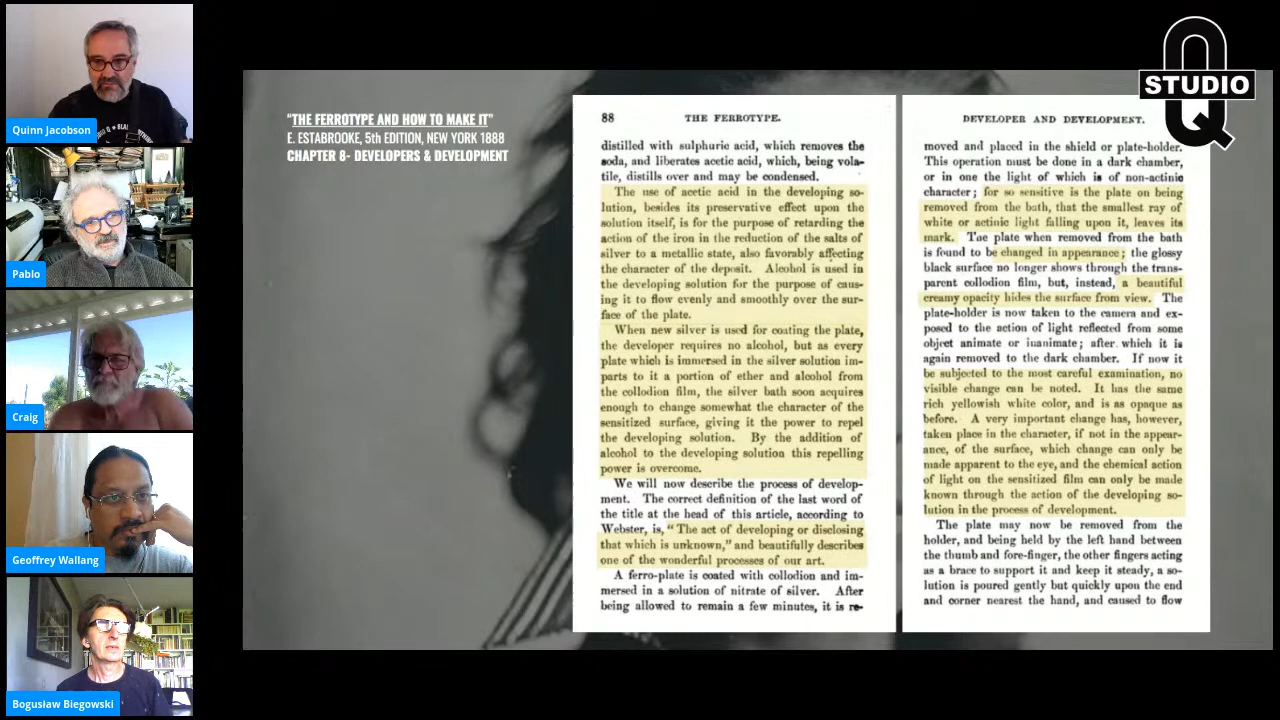 Quinn Jacobson
Pablo
Craig
Geoffrey Wallang
Bogusław Biegowski
"THE FERROTYPE AND HOW TO MAKE IT"
E. ESTABROOKE, 5th EDITION, NEW YORK 1888
CHAPTER 8- DEVELOPERS & DEVELOPMENT
88 THE FERROTYPE.
distilled with sulphuric acid, which removes the
soda, and liberates acetic acid, which, being vola-
tile, distills over and may be condensed.
The use of acetic acid in the developing so-
lution, besides its preservative effect upon the
solution itself, is for the purpose of retarding the
action of the iron in the reduction of the salts of
silver to a metallic state, also favorably affecting
the character of the deposit. Alcohol is used in
the developing solution for the purpose of caus-
ing it to flow evenly and smoothly over the sur-
face of the plate.
When new silver is used for coating the plate,
the developer requires no alcohol, but as every
plate which is immersed in the silver solution im-
parts to it a portion of ether and alcohol from
the collodion film, the silver bath soon acquires
enough to change somewhat the character of the
sensitized surface, giving it the power to repel
the developing solution. By the addition of
alcohol to the developing solution this repelling
power is overcome.
We will now describe the process of develop-
ment. The correct definition of the last word of
the title at the head of this article, according to
Webster, is, "The act of developing or disclosing
that which is unknown," and beautifully describes
one of the wonderful processes of our art.
A ferro-plate is coated with collodion and im-
mersed in a solution of nitrate of silver. After
being allowed to remain a few minutes, it is re-
DEVELOPER AND DEVELOPMENT.
moved and placed in the shield or plate-holder.
This operation must be done in a dark chamber,
or in one the light of which is of non-actinic
character; for so sensitive is the plate on being
removed from the bath, that the smallest ray of
white or actinic light falling upon it, leaves its
mark. The plate when removed from the bath
is found to be changed in appearance; the glossy
black surface no longer shows through the trans-
parent collodion film, but, instead, a beautiful
creamy opacity hides the surface from view. The
plate-holder is now taken to the camera and ex-
posed to the action of light reflected from some
object animate or inanimate; after which it is
again removed to the dark chamber. If now it
be subjected to the most careful examination, no
visible change can be noted. It has the same
rich yellowish white color, and is as opaque as
before. A very important change has, however,
taken place in the character, if not in the appear-
ance, of the surface, which change can only be
made apparent to the eye, and the chemical action
of light on the sensitized film can only be made
known through the action of the developing so-
lution in the process of development.
The plate may now be removed from the
holder, and being held by the left hand between
the thumb and fore-finger, the other fingers acting
as a brace to support it and keep it steady, a so-
lution is poured gently but quickly upon the end
and corner nearest the hand, and caused to flow
STUDIO
Q